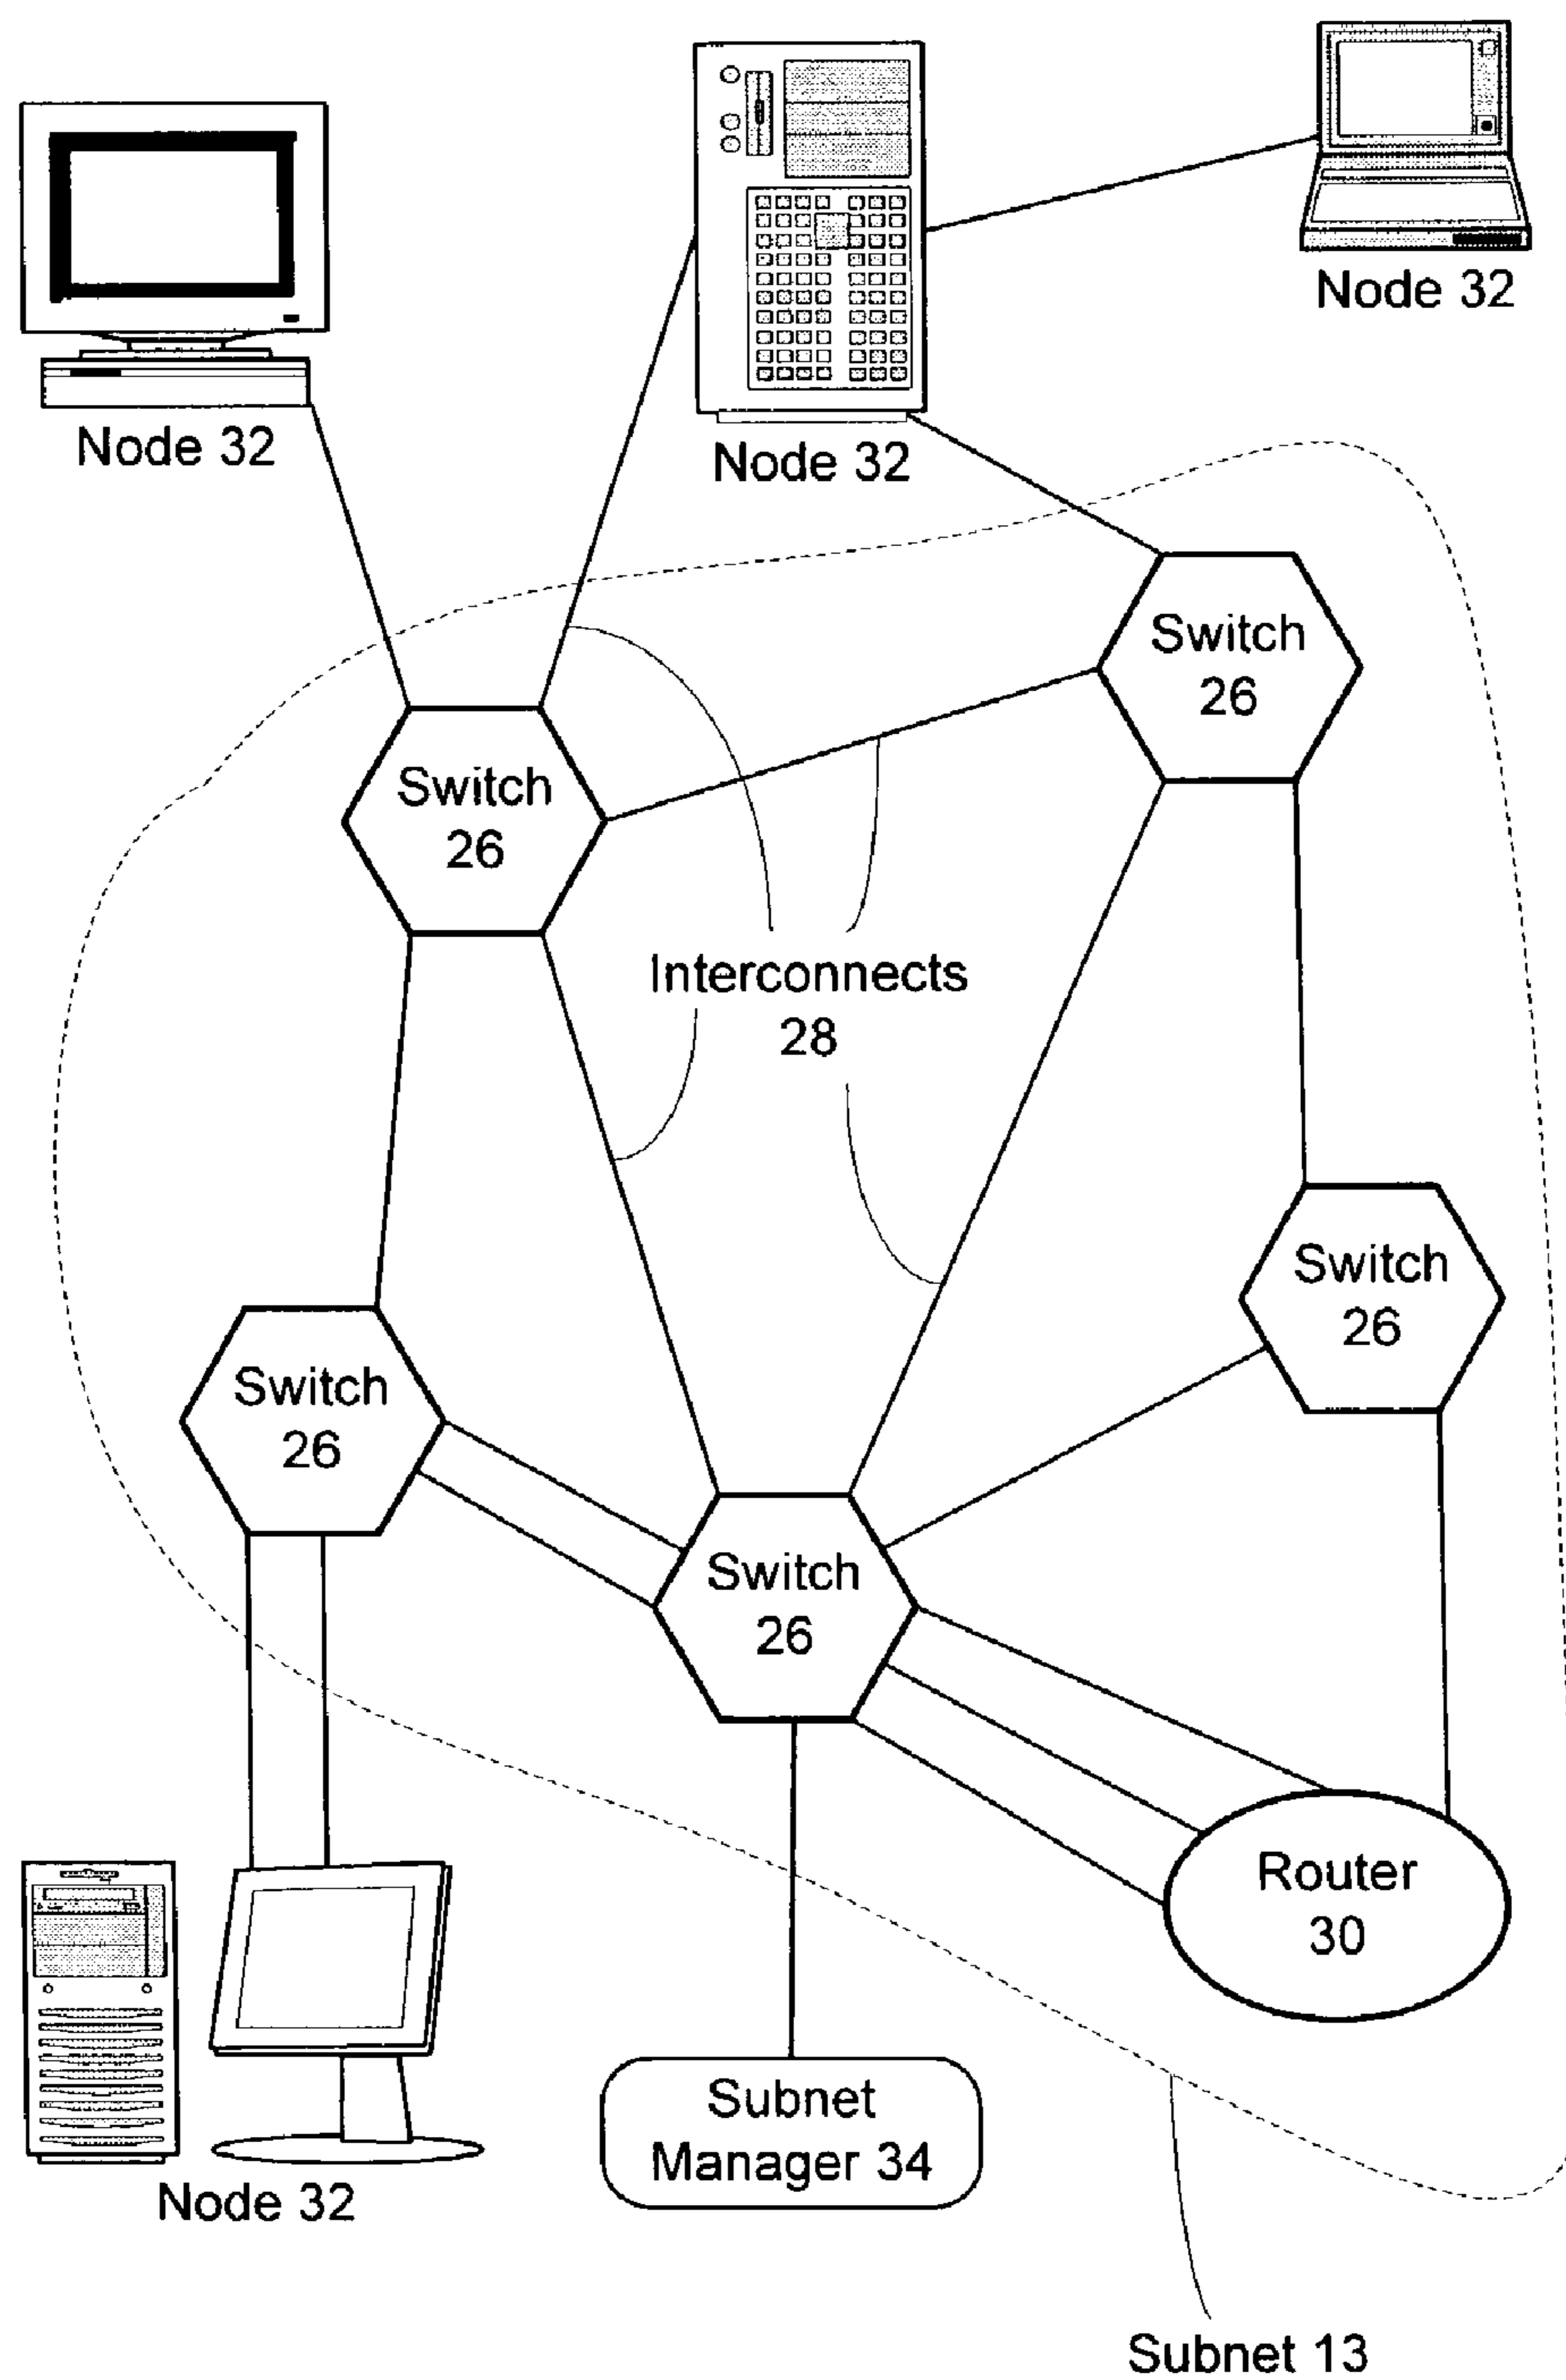 Node 32
Node 32
Node 32
Switch
26
Switch
26
Interconnects
28
Switch
26
Switch
26
Switch
26
Router
30
Subnet
Manager 34
Node 32
Subnet 13